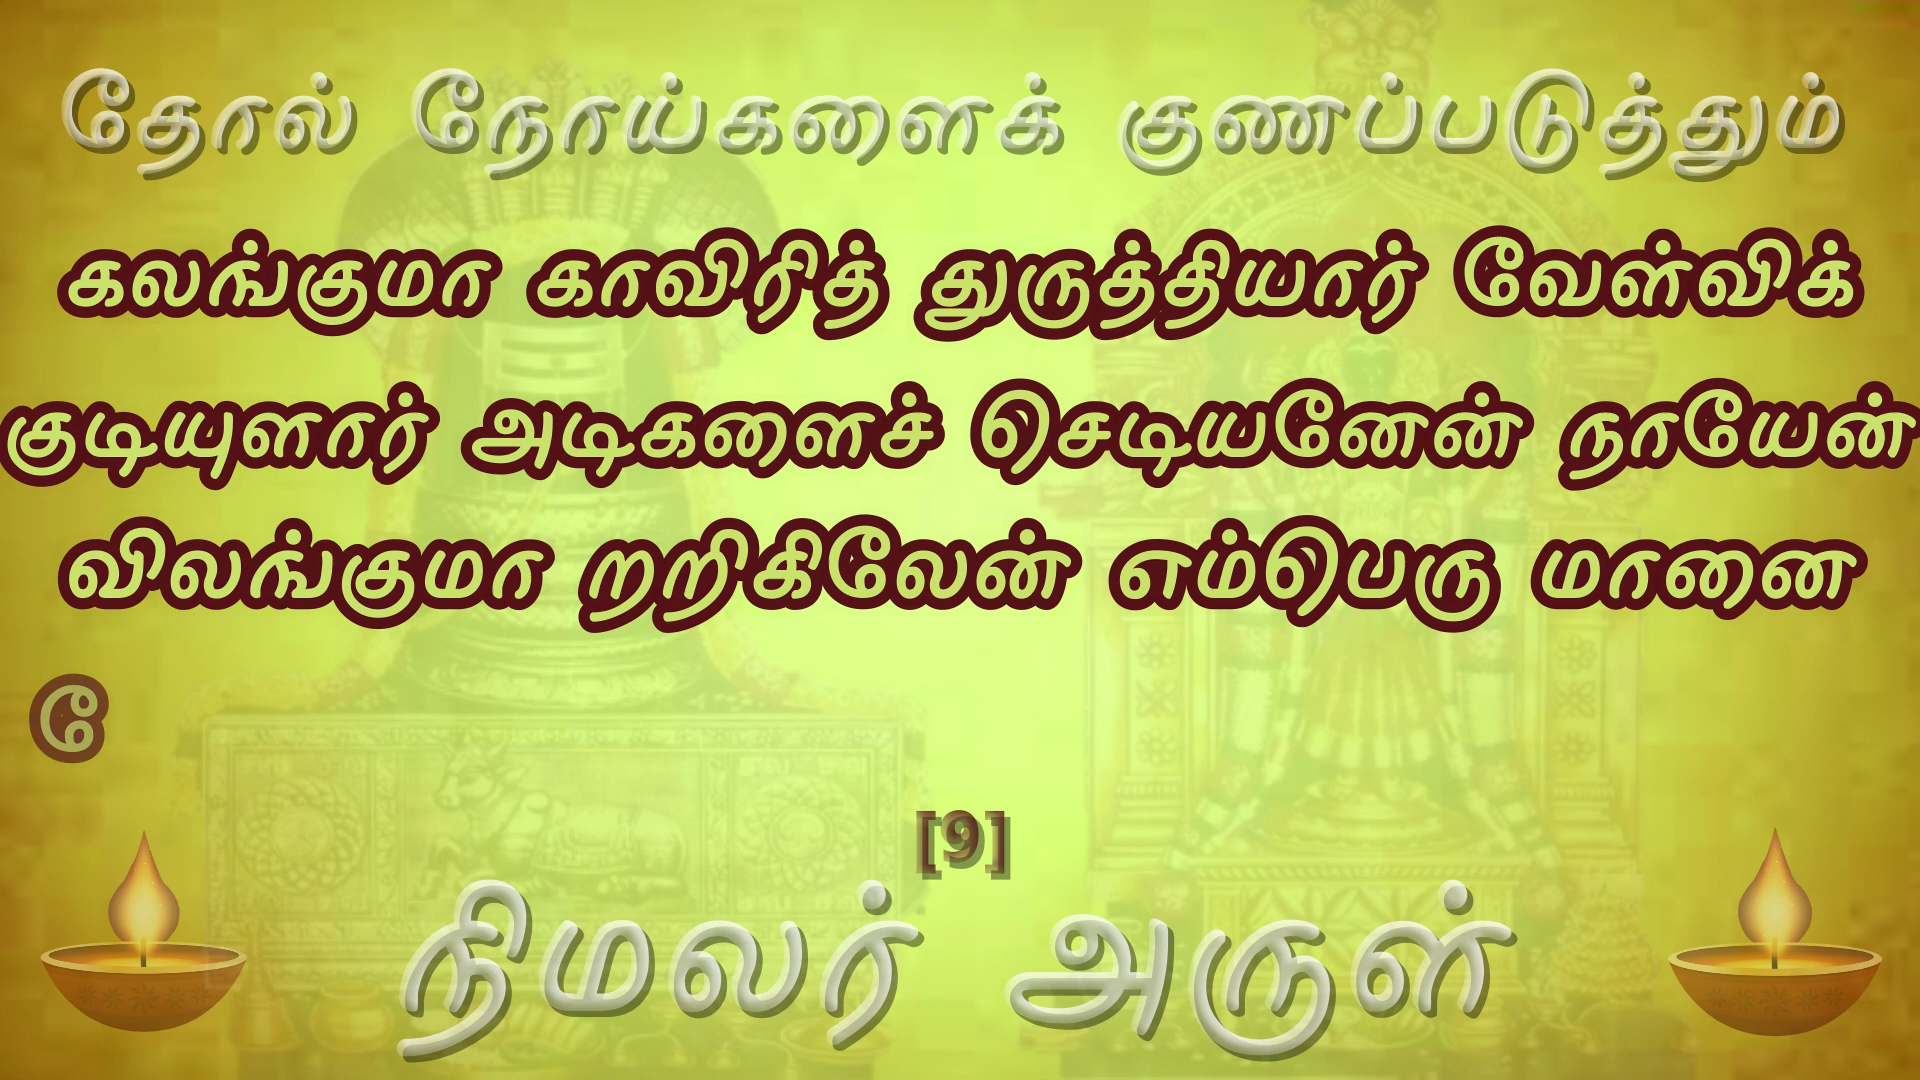 தோல் நோய்களைக் குணப்படுத்தும்
கலங்குமா காவிரித் துருத்தியார் வேள்விக்
குடியுளார் அடிகளைச் செடியனேன் நாயேன்
விலங்குமா றறிகிலேன் எம்பெரு மானை
ே
[9]
நிமலர் அருள்